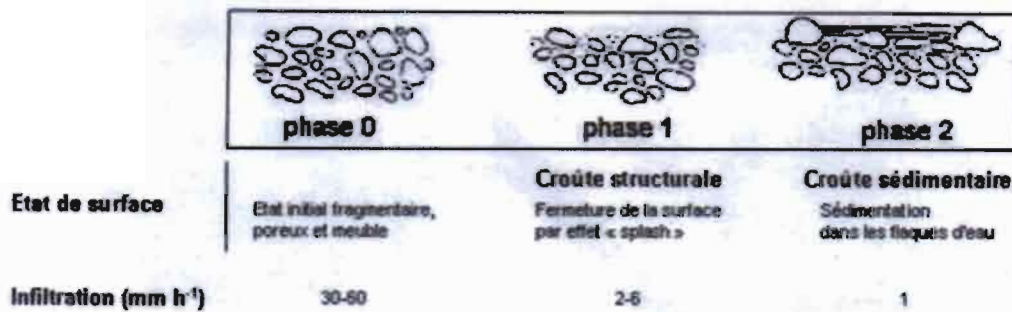 phase 0
phase 1
phase 2
Etat de surface
Etat initial fragmentaire,
poreux et meuble
Croûte structurale
Fermeture de la surface
par effet « splash »
Croûte sédimentaire
Sédimentation
dans les flaques d'eau
Infiltration (mm h⁻¹)
30-60
2-6
1